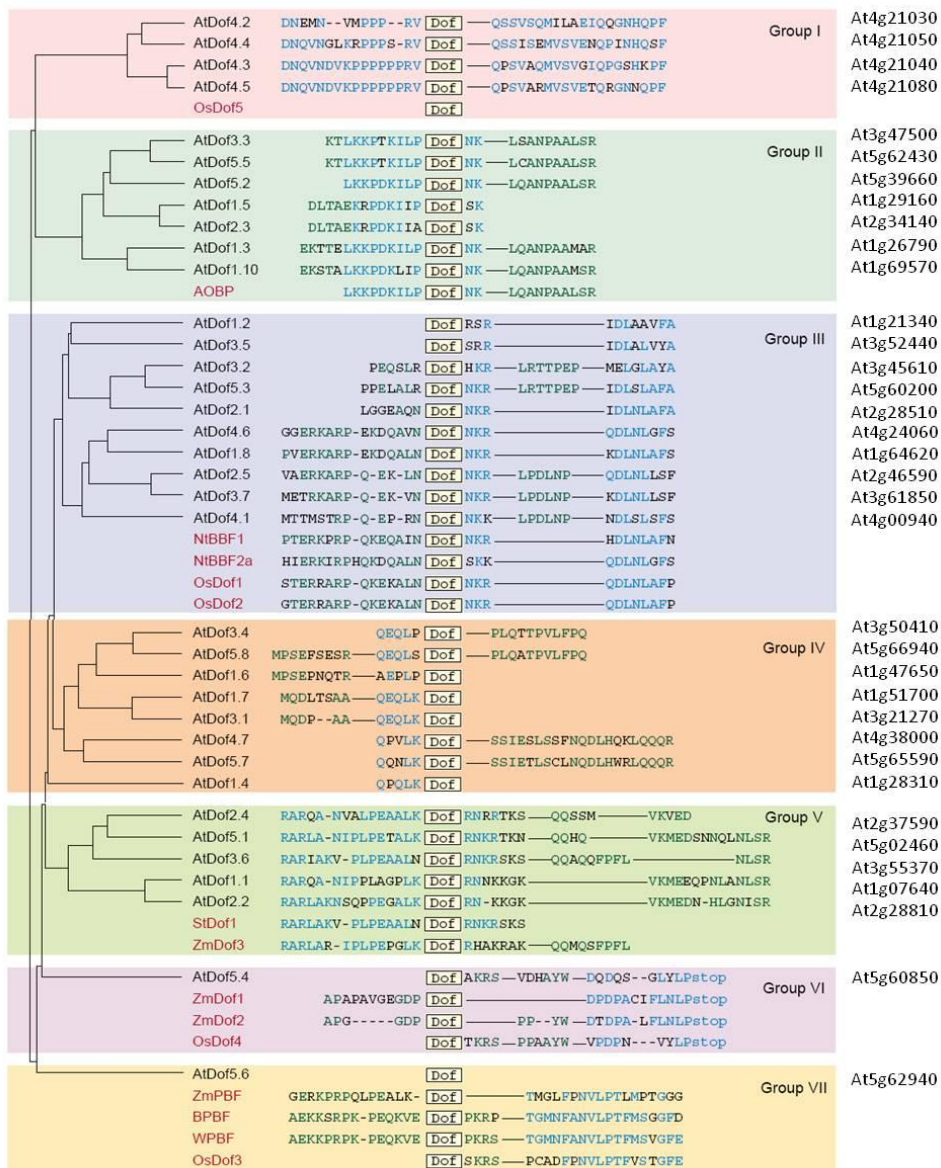 AtDof4.2 DNEMN--VMPPP--RV Dof —QSSVSQMILAEIQQGNHQPF Group I At4g21030
AtDof4.4 DNQVNGLKRPPPS-RV Dof —QSSISEMVSVENQPINHQSF At4g21050
AtDof4.3 DNQVNDVKPPPPPPRV Dof —QPSVAQMVSVGIQPGSHKPF At4g21040
AtDof4.5 DNQVNDVKPPPPPPRV Dof —QPSVARMVSVETQRGNNQPF At4g21080
OsDof5 Dof
AtDof3.3 KTLKKPTKILP Dof NK—LSANPAALSR Group II At3g47500
AtDof5.5 KTLKKPTKILP Dof NK—LCANPAALSR At5g62430
AtDof5.2 LKKPDKILP Dof NK—LQANPAALSR At5g39660
AtDof1.5 DLTAEKRPDKIIP Dof SK At1g29160
AtDof2.3 DLTAEKRPDKIIA Dof SK At2g34140
AtDof1.3 EKTTELKKPDKILP Dof NK—LQANPAAMAR At1g26790
AtDof1.10 EKSTALKKPDKLIP Dof NK—LQANPAAMSR At1g69570
AOBP LKKPDKILP Dof NK—LQANPAALSR
AtDof1.2 Dof RSR—IDLAAVFA Group III At1g21340
AtDof3.5 Dof SRR—IDLALVYA At3g52440
AtDof3.2 PEQSLR Dof HKR—LRTTPEP—MELGLAYA At3g45610
AtDof5.3 PPELALR Dof NKR—LRTTPEP—IDLSLAFA At5g60200
AtDof2.1 LGGEAQN Dof NKR—IDLNLAFA At2g28510
AtDof4.6 GGERKARP-EKDQAVN Dof NKR—QDLNLGFS At4g24060
AtDof1.8 PVERKARP-EKDQALN Dof NKR—KDLNLAFS At1g64620
AtDof2.5 VAERKARP-Q-EK-LN Dof NKR—LPDLNP—QDLNLLSF At2g46590
AtDof3.7 METRKARP-Q-EK-VN Dof NKR—LPDLNP—KDLNLLSF At3g61850
AtDof4.1 MTTMSTRP-Q-EP-RN Dof NKK—LPDLNP—NDLSLSFS At4g00940
NtBBF1 PTERKPRP-QKEQAIN Dof NKR—HDLNLAFN
NtBBF2a HIERKIRPHQKDQALN Dof SKK—QDLNLGFS
OsDof1 STERRARP-QKEKALN Dof NKR—QDLNLAFP
OsDof2 GTERRARP-QKEKALN Dof NKR—QDLNLAFP
AtDof3.4 QEQLP Dof —PLQTTPVLFPQ Group IV At3g50410
AtDof5.8 MPSEFSESR—QEQLS Dof —PLQATPVLFPQ At5g66940
AtDof1.6 MPSEPNQTR—AEPLP Dof At1g47650
AtDof1.7 MQDLTSAA—QEQLK Dof At1g51700
AtDof3.1 MQDP--AA—QEQLK Dof At3g21270
AtDof4.7 QPVLK Dof —SSIESLSSFNQDLHQKLQQQR At4g38000
AtDof5.7 QQNLK Dof —SSIETLSCLNQDLHWRLQQQR At5g65590
AtDof1.4 QPQLK Dof At1g28310
AtDof2.4 RARQA-NVALPEAALK Dof RNRRTKS—QQSSM—VKVED Group V At2g37590
AtDof5.1 RARLA-NIPLPETALK Dof RNKRTKN—QQHQ—VKMEDSNNQLNLSR At5g02460
AtDof3.6 RARIAKV-PLPEAALN Dof RNKRSKS—QQAQQFPFL—NLSR At3g55370
AtDof1.1 RARQA-NIPPLAGPLK Dof RNNKKGK—VKMEEQPNLANLSR At1g07640
AtDof2.2 RARLAKNSQPPEGALK Dof RN-KKGK—VKMEDN-HLGNISR At2g28810
StDof1 RARLAKV-PLPEAALN Dof RNKRSKS
ZmDof3 RARLAR-IPLPEPGLK Dof RHAKRAK—QQMQSFPFL
AtDof5.4 Dof AKRS—VDHAYW—DQDQS--GLYLPstop Group VI At5g60850
ZmDof1 APAPAVGEGDP Dof —DPDPACIFLNLPstop
ZmDof2 APG-----GDP Dof —PP--YW—DTDPA-LFLNLPstop
OsDof4 Dof TKRS—PPAAYW—VPDPN---VYLPstop
AtDof5.6 Dof Group VII At5g62940
ZmPBF GERKPRPQLPEALK- Dof —TMGLFPNVLPTLMPTGGG
BPBF AEKKSRPK-PEQKVE Dof PKRP—TGMNFANVLPTFMSGGFD
WPBF AEKKPRPK-PEQKVE Dof PKRS—TGMNFANVLPTFMSVGFE
OsDof3 Dof SKRS—PCADFPNVLPTFVSTGFE